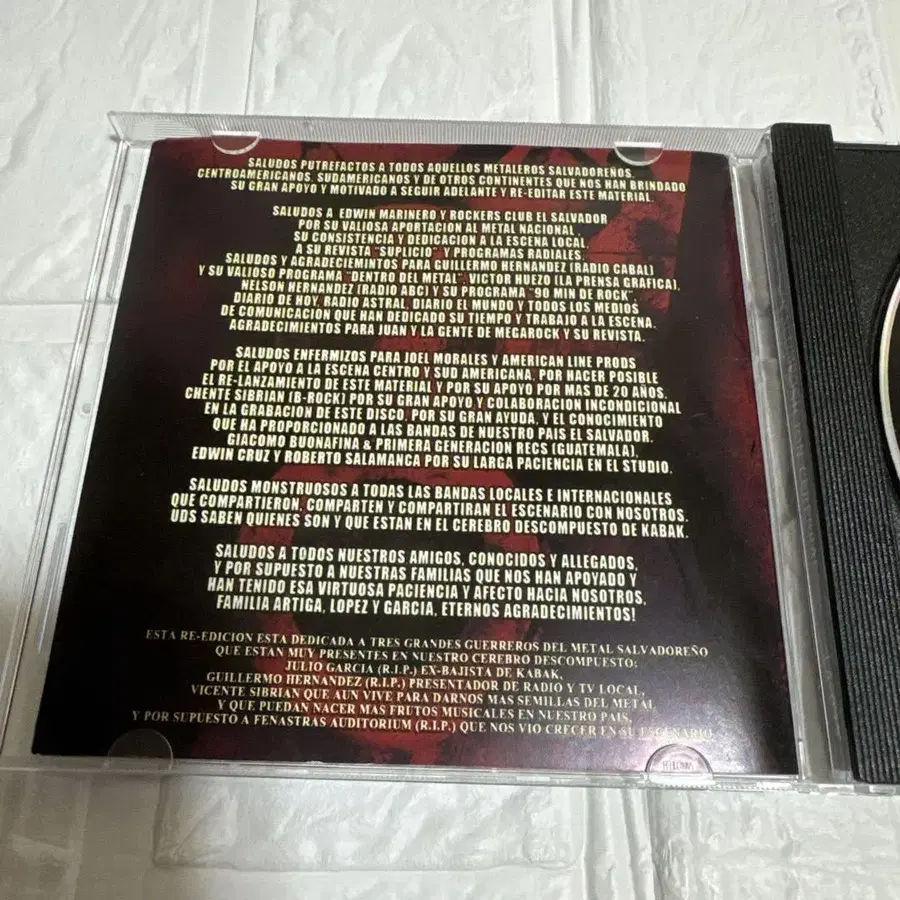 SALUDOS PUTREFACTOS A TODOS AQUELLOS METALEROS SALVADOREÑOS,
CENTROAMERICANOS, SUDAMERICANOS Y DE OTROS CONTINENTES QUE NOS HAN BRINDADO
SU GRAN APOYO Y MOTIVADO A SEGUIR ADELANTE Y RE-EDITAR ESTE MATERIAL.
SALUDOS A EDWIN MARINERO Y ROCKERS CLUB EL SALVADOR
POR SU VALIOSA APORTACION AL METAL NACIONAL,
SU CONSISTENCIA Y DEDICACION A LA ESCENA LOCAL.
A SU REVISTA "SUPLICIO" Y PROGRAMAS RADIALES.
SALUDOS Y AGRADECIEMINTOS PARA GUILLERMO HERNANDEZ (RADIO CABAL)
Y SU VALIOSO PROGRAMA "DENTRO DEL METAL", VICTOR HUEZO (LA PRENSA GRAFICA),
NELSON HERNANDEZ (RADIO ABC) Y SU PROGRAMA "90 MIN DE ROCK",
DIARIO DE HOY, RADIO ASTRAL, DIARIO EL MUNDO Y TODOS LOS MEDIOS
DE COMUNICACION QUE HAN DEDICADO SU TIEMPO Y TRABAJO A LA ESCENA.
AGRADECIMIENTOS PARA JUAN Y LA GENTE DE MEGAROCK Y SU REVISTA.
SALUDOS ENFERMIZOS PARA JOEL MORALES Y AMERICAN LINE PRODS
POR EL APOYO A LA ESCENA CENTRO Y SUD AMERICANA, POR HACER POSIBLE
EL RE-LANZAMIENTO DE ESTE MATERIAL Y POR SU APOYO POR MAS DE 20 AÑOS.
CHENTE SIBRIAN (B-ROCK) POR SU GRAN APOYO Y COLABORACION INCONDICIONAL
EN LA GRABACION DE ESTE DISCO, POR SU GRAN AYUDA, Y EL CONOCIMIENTO
QUE HA PROPORCIONADO A LAS BANDAS DE NUESTRO PAIS EL SALVADOR.
GIACOMO BUONAFINA & PRIMERA GENERACION RECS (GUATEMALA),
EDWIN CRUZ Y ROBERTO SALAMANCA POR SU LARGA PACIENCIA EN EL STUDIO.
SALUDOS MONSTRUOSOS A TODAS LAS BANDAS LOCALES E INTERNACIONALES
QUE COMPARTIERON, COMPARTEN Y COMPARTIRAN EL ESCENARIO CON NOSOTROS.
UDS SABEN QUIENES SON Y QUE ESTAN EN EL CEREBRO DESCOMPUESTO DE KABAK.
SALUDOS A TODOS NUESTROS AMIGOS, CONOCIDOS Y ALLEGADOS,
Y POR SUPUESTO A NUESTRAS FAMILIAS QUE NOS HAN APOYADO Y
HAN TENIDO ESA VIRTUOSA PACIENCIA Y AFECTO HACIA NOSOTROS,
FAMILIA ARTIGA, LOPEZ Y GARCIA, ETERNOS AGRADECIMIENTOS!
ESTA RE-EDICION ESTA DEDICADA A TRES GRANDES GUERREROS DEL METAL SALVADOREÑO
QUE ESTAN MUY PRESENTES EN NUESTRO CEREBRO DESCOMPUESTO:
JULIO GARCIA (R.I.P.) EX-BAJISTA DE KABAK,
GUILLERMO HERNANDEZ (R.I.P.) PRESENTADOR DE RADIO Y TV LOCAL,
VICENTE SIBRIAN QUE AUN VIVE PARA DARNOS MAS SEMILLAS DEL METAL
Y QUE PUEDAN NACER MAS FRUTOS MUSICALES EN NUESTRO PAIS,
Y POR SUPUESTO A FENASTRAS AUDITORIUM (R.I.P.) QUE NOS VIO CRECER EN SU ESCENARIO.